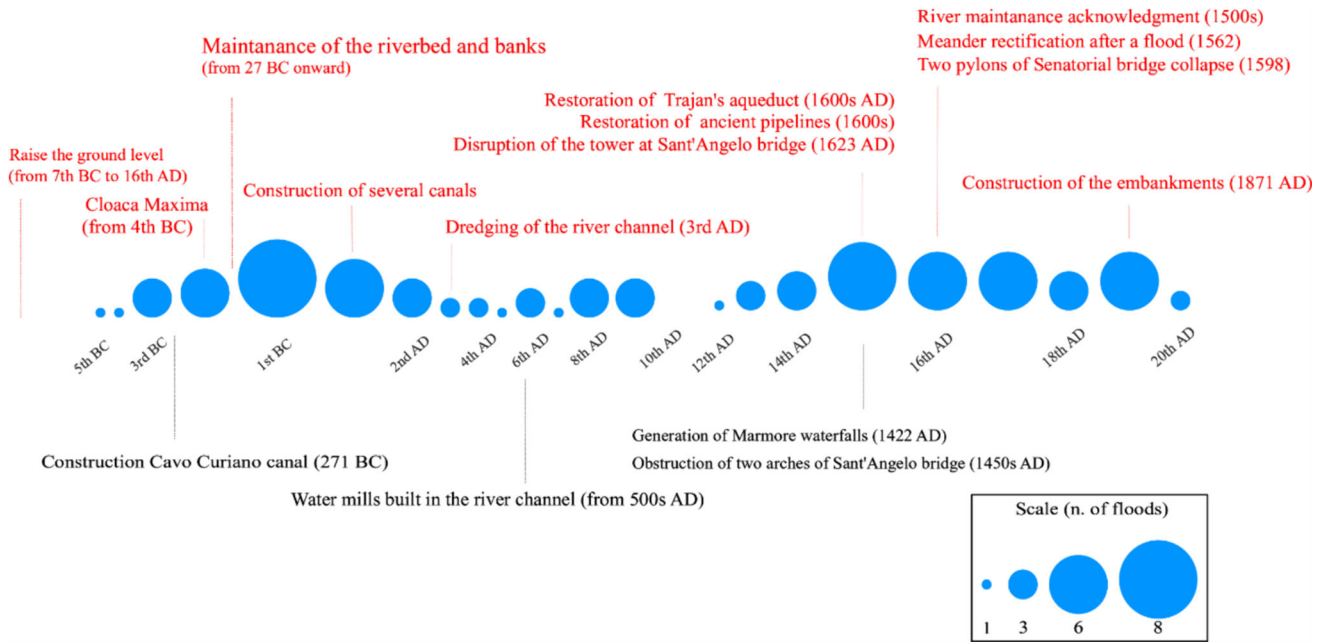 River maintanance acknowledgment (1500s)
Meander rectification after a flood (1562)
Two pylons of Senatorial bridge collapse (1598)
Maintanance of the riverbed and banks
(from 27 BC onward)
Restoration of Trajan's aqueduct (1600s AD)
Restoration of ancient pipelines (1600s)
Disruption of the tower at Sant'Angelo bridge (1623 AD)
Raise the ground level
(from 7th BC to 16th AD)
Cloaca Maxima
(from 4th BC)
Construction of several canals
Dredging of the river channel (3rd AD)
Construction of the embankments (1871 AD)
5th BC
3rd BC
1st BC
2nd AD
4th AD
6th AD
8th AD
10th AD
12th AD
14th AD
16th AD
18th AD
20th AD
Construction Cavo Curiano canal (271 BC)
Water mills built in the river channel (from 500s AD)
Generation of Marmore waterfalls (1422 AD)
Obstruction of two arches of Sant'Angelo bridge (1450s AD)
Scale (n. of floods)
1 3 6 8